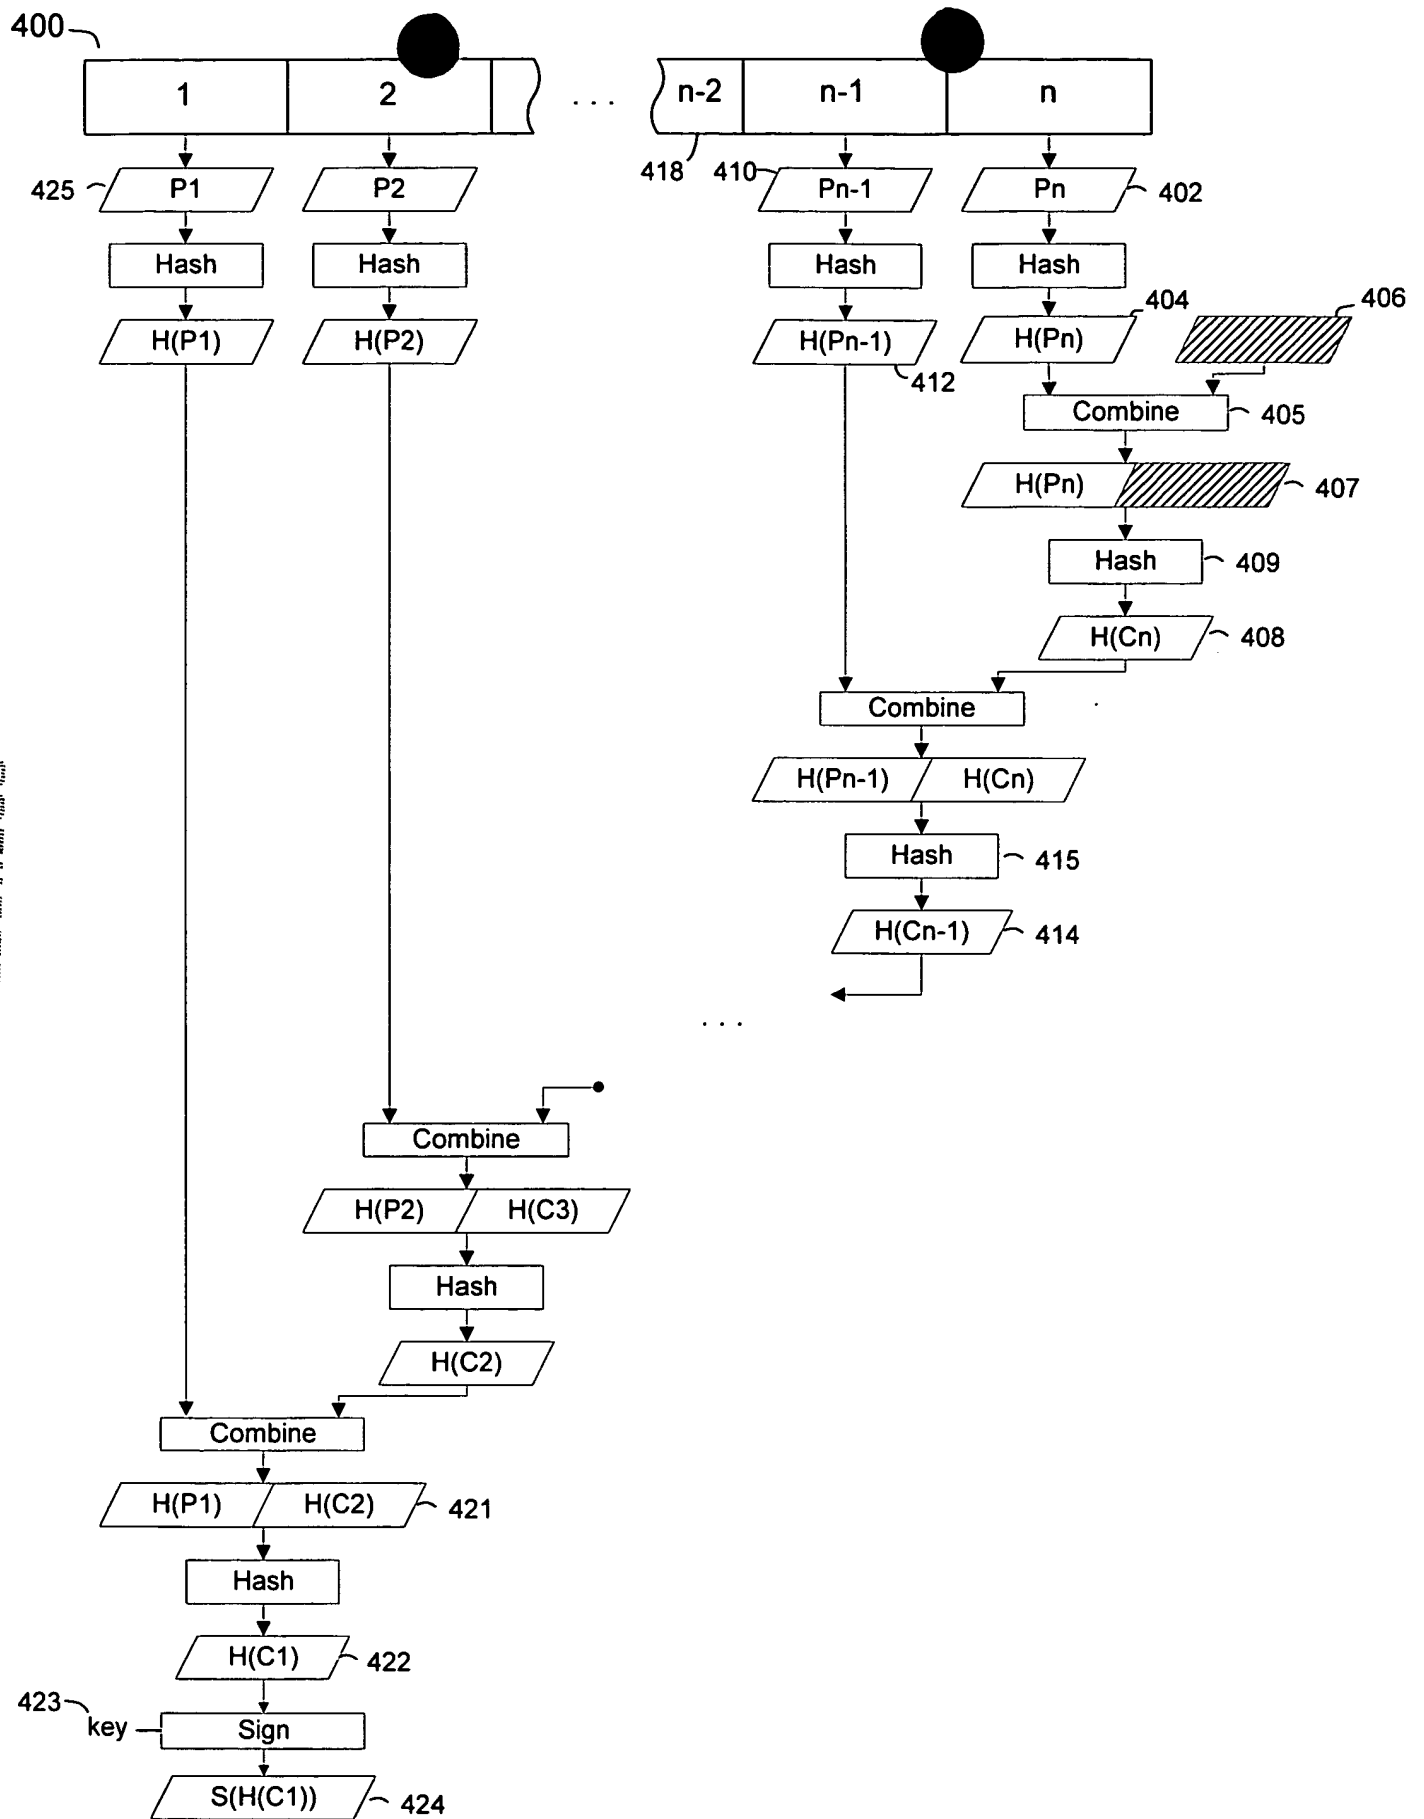 400
1 2 . . . n-2 n-1 n
418 410
425 P1 P2 Pn-1 Pn 402
Hash Hash Hash Hash
404 406
H(P1) H(P2) H(Pn-1) H(Pn)
412
Combine 405
H(Pn) 407
Hash 409
H(Cn) 408
Combine
H(Pn-1) H(Cn)
Hash 415
H(Cn-1) 414
. . .
Combine
H(P2) H(C3)
Hash
H(C2)
Combine
H(P1) H(C2) 421
Hash
H(C1) 422
423
key Sign
S(H(C1)) 424